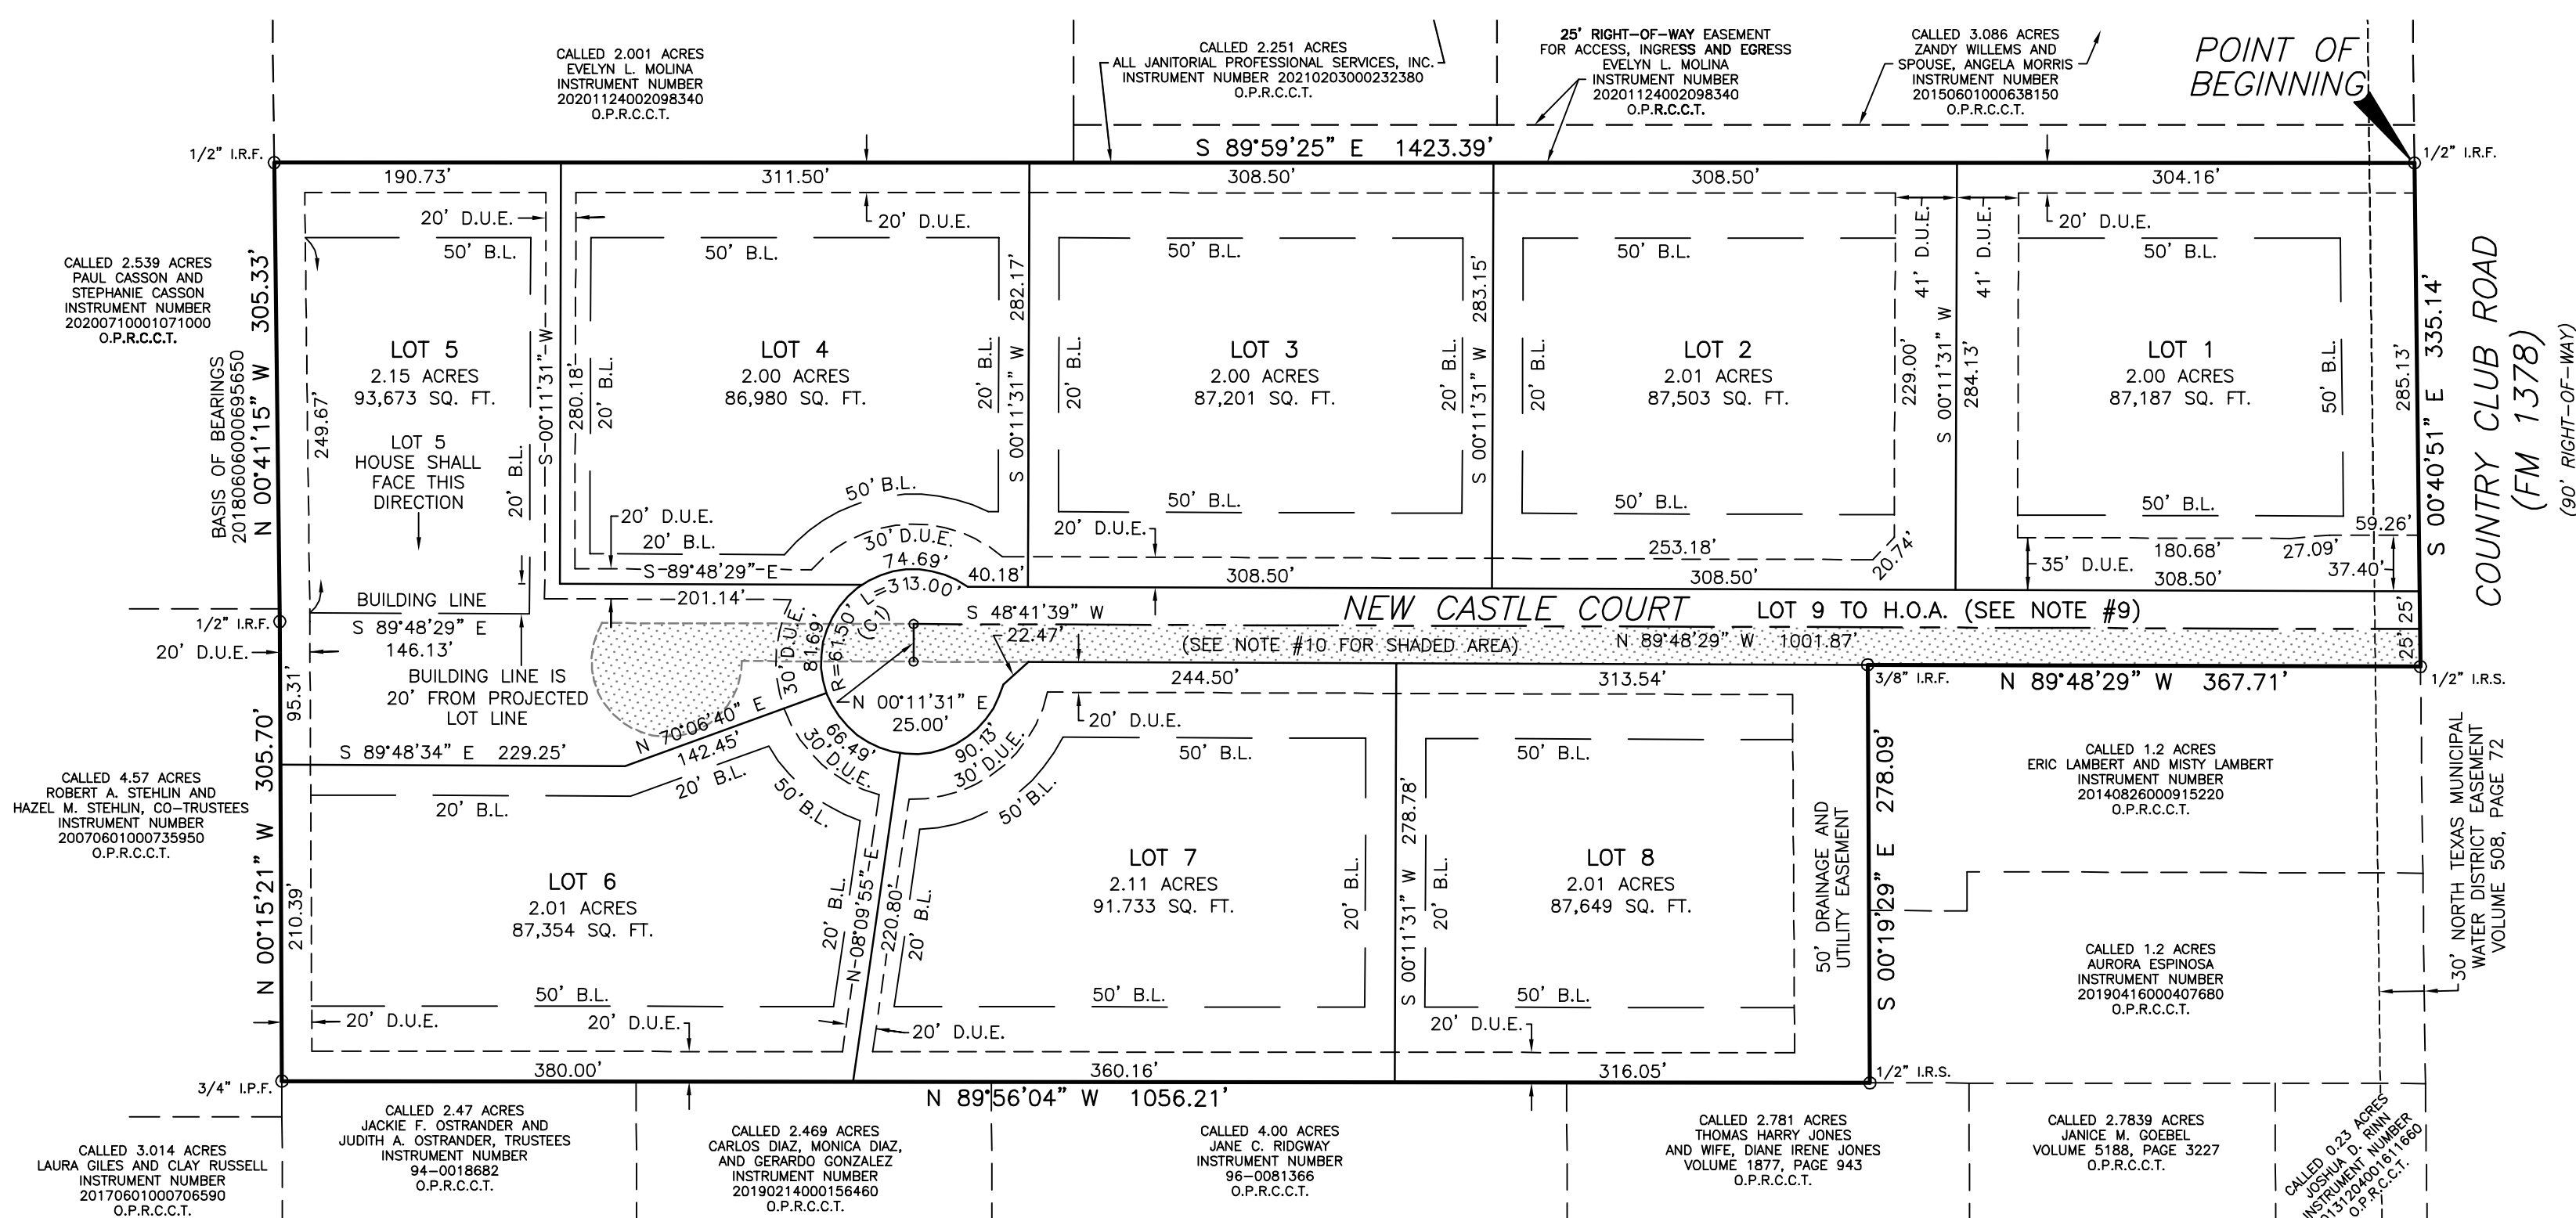 CALLED 2.001 ACRES
EVELYN L. MOLINA
INSTRUMENT NUMBER
20201124002098340
O.P.R.C.C.T.
CALLED 2.251 ACRES
ALL JANITORIAL PROFESSIONAL SERVICES, INC.
INSTRUMENT NUMBER 20210203000232380
O.P.R.C.C.T.
25' RIGHT-OF-WAY EASEMENT
FOR ACCESS, INGRESS AND EGRESS
EVELYN L. MOLINA
INSTRUMENT NUMBER
20201124002098340
O.P.R.C.C.T.
CALLED 3.086 ACRES
ZANDY WILLEMS AND
SPOUSE, ANGELA MORRIS
INSTRUMENT NUMBER
20150601000638150
O.P.R.C.C.T.
POINT OF
BEGINNING
1/2" I.R.F.
S 89°59'25" E 1423.39'
1/2" I.R.F.
190.73'
311.50'
308.50'
308.50'
304.16'
20' D.U.E.
20' D.U.E.
20' D.U.E.
50' B.L.
50' B.L.
50' B.L.
50' B.L.
50' B.L.
41' D.U.E.
41' D.U.E.
CALLED 2.539 ACRES
PAUL CASSON AND
STEPHANIE CASSON
INSTRUMENT NUMBER
20200710001071000
O.P.R.C.C.T.
BASIS OF BEARINGS
20180606000695650
N 00°41'15" W 305.33'
249.67'
LOT 5
2.15 ACRES
93,673 SQ. FT.
LOT 5
HOUSE SHALL
FACE THIS
DIRECTION
20' B.L.
S 00°11'31" W
280.18'
20' B.L.
LOT 4
2.00 ACRES
86,980 SQ. FT.
20' B.L.
S 00°11'31" W 282.17'
20' B.L.
LOT 3
2.00 ACRES
87,201 SQ. FT.
20' B.L.
S 00°11'31" W 283.15'
20' B.L.
LOT 2
2.01 ACRES
87,503 SQ. FT.
229.00'
S 00°11'31" W
284.13'
LOT 1
2.00 ACRES
87,187 SQ. FT.
50' B.L.
285.13'
S 00°40'51" E 335.14'
COUNTRY CLUB ROAD
(FM 1378)
(90' RIGHT-OF-WAY)
50' B.L.
50' B.L.
50' B.L.
50' B.L.
20' D.U.E.
20' B.L.
30' D.U.E.
74.69'
20' D.U.E.
253.18'
20.74'
59.26'
180.68'
27.09'
35' D.U.E.
37.40'
S 89°48'29" E
40.18'
308.50'
308.50'
308.50'
BUILDING LINE
201.14'
L=313.00'
R=61.50'
(C1)
S 48°41'39" W
22.47'
NEW CASTLE COURT
LOT 9 TO H.O.A. (SEE NOTE #9)
25'
25'
1/2" I.R.F.
S 89°48'29" E
146.13'
20' D.U.E.
30' D.U.E.
81.69'
(SEE NOTE #10 FOR SHADED AREA)
N 89°48'29" W 1001.87'
BUILDING LINE IS
20' FROM PROJECTED
LOT LINE
95.31'
N 00°11'31" E
25.00'
244.50'
313.54'
3/8" I.R.F.
N 89°48'29" W 367.71'
1/2" I.R.S.
N 70°06'40" E
142.45'
20' B.L.
66.49'
30' D.U.E.
90.13'
30' D.U.E.
20' D.U.E.
S 89°48'34" E 229.25'
20' B.L.
50' B.L.
50' B.L.
50' B.L.
50' B.L.
CALLED 4.57 ACRES
ROBERT A. STEHLIN AND
HAZEL M. STEHLIN, CO-TRUSTEES
INSTRUMENT NUMBER
20070601000735950
O.P.R.C.C.T.
N 00°15'21" W 305.70'
210.39'
LOT 6
2.01 ACRES
87,354 SQ. FT.
20' B.L.
N 08°09'55" E
220.80'
20' B.L.
LOT 7
2.11 ACRES
91.733 SQ. FT.
20' B.L.
S 00°11'31" W 278.78'
20' B.L.
LOT 8
2.01 ACRES
87,649 SQ. FT.
50' DRAINAGE AND
UTILITY EASEMENT
S 00°19'29" E 278.09'
CALLED 1.2 ACRES
ERIC LAMBERT AND MISTY LAMBERT
INSTRUMENT NUMBER
20140826000915220
O.P.R.C.C.T.
CALLED 1.2 ACRES
AURORA ESPINOSA
INSTRUMENT NUMBER
20190416000407680
O.P.R.C.C.T.
30' NORTH TEXAS MUNICIPAL
WATER DISTRICT EASEMENT
VOLUME 508, PAGE 72
50' B.L.
50' B.L.
50' B.L.
20' D.U.E.
20' D.U.E.
20' D.U.E.
20' D.U.E.
3/4" I.P.F.
380.00'
360.16'
316.05'
1/2" I.R.S.
N 89°56'04" W 1056.21'
CALLED 3.014 ACRES
LAURA GILES AND CLAY RUSSELL
INSTRUMENT NUMBER
20170601000706590
O.P.R.C.C.T.
CALLED 2.47 ACRES
JACKIE F. OSTRANDER AND
JUDITH A. OSTRANDER, TRUSTEES
INSTRUMENT NUMBER
94-0018682
O.P.R.C.C.T.
CALLED 2.469 ACRES
CARLOS DIAZ, MONICA DIAZ,
AND GERARDO GONZALEZ
INSTRUMENT NUMBER
20190214000156460
O.P.R.C.C.T.
CALLED 4.00 ACRES
JANE C. RIDGWAY
INSTRUMENT NUMBER
96-0081366
O.P.R.C.C.T.
CALLED 2.781 ACRES
THOMAS HARRY JONES
AND WIFE, DIANE IRENE JONES
VOLUME 1877, PAGE 943
O.P.R.C.C.T.
CALLED 2.7839 ACRES
JANICE M. GOEBEL
VOLUME 5188, PAGE 3227
O.P.R.C.C.T.
CALLED 0.23 ACRES
JOSHUA D. RINN
INSTRUMENT NUMBER
O.P.R.C.C.T.